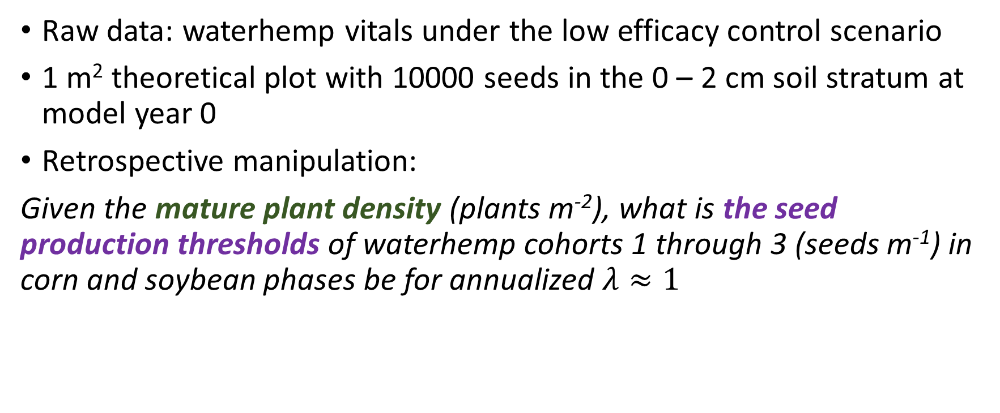 • Raw data: waterhemp vitals under the low efficacy control scenario
• 1 m² theoretical plot with 10000 seeds in the 0 – 2 cm soil stratum at
model year 0
• Retrospective manipulation:
Given the mature plant density (plants m⁻²), what is the seed
production thresholds of waterhemp cohorts 1 through 3 (seeds m⁻¹) in
corn and soybean phases be for annualized λ ≈ 1